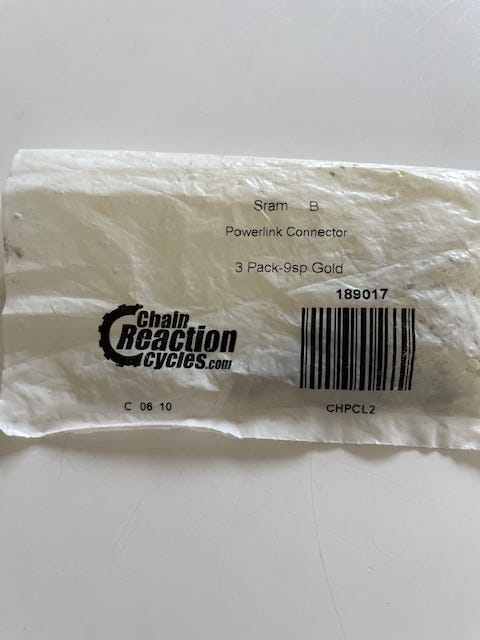 Sram B
Powerlink Connector
3 Pack-9sp Gold
189017
Chain
Reaction
cycles.com
C 06 10
CHPCL2